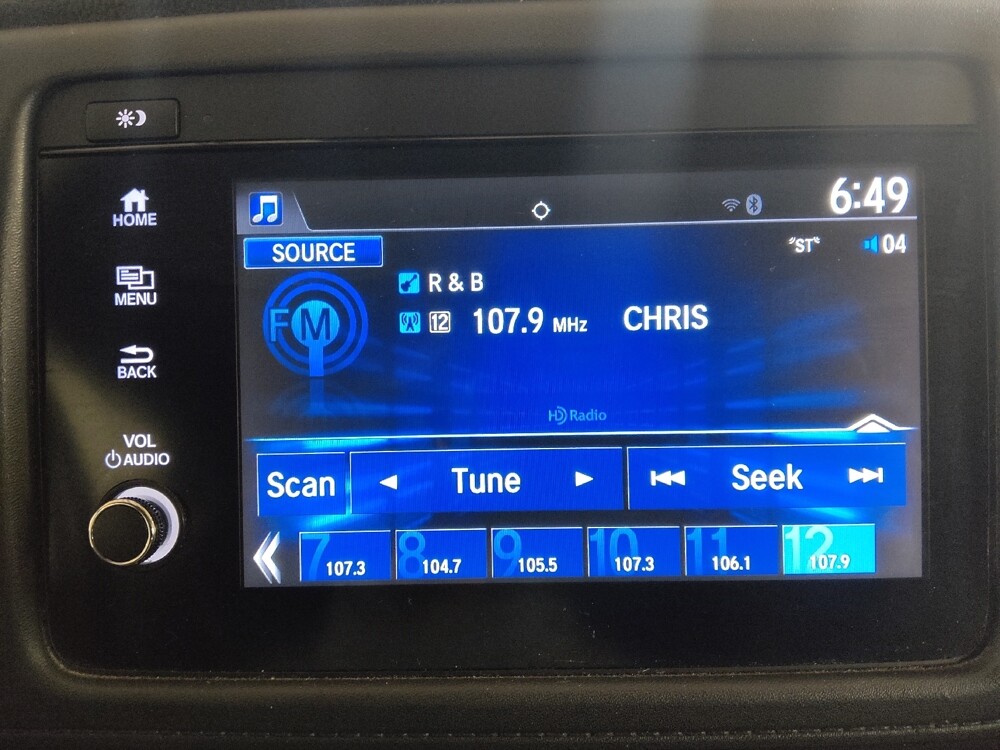 HOME
MENU
BACK
VOL
AUDIO
6:49
SOURCE
"ST"
04
FM
R & B
12 107.9 MHz CHRIS
HD Radio
Scan Tune Seek
7 107.3
8 104.7
9 105.5
10 107.3
11 106.1
12 107.9